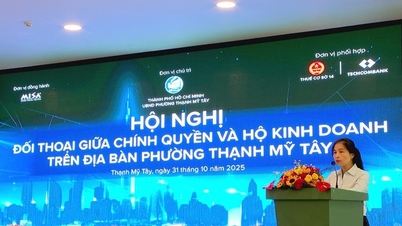 Đơn vị đồng hành
MISA
Đơn vị chủ trì
THÀNH PHỐ HỒ CHÍ MINH
UBND PHƯỜNG THẠNH MỸ TÂY
Đơn vị phối hợp
THUẾ CƠ SỞ 14
TECHCOMBANK
HỘI NGHỊ
ĐỐI THOẠI GIỮA CHÍNH QUYỀN VÀ HỘ KINH DOANH
TRÊN ĐỊA BÀN PHƯỜNG THẠNH MỸ TÂY
Thạnh Mỹ Tây, ngày 31 tháng 10 năm 2025